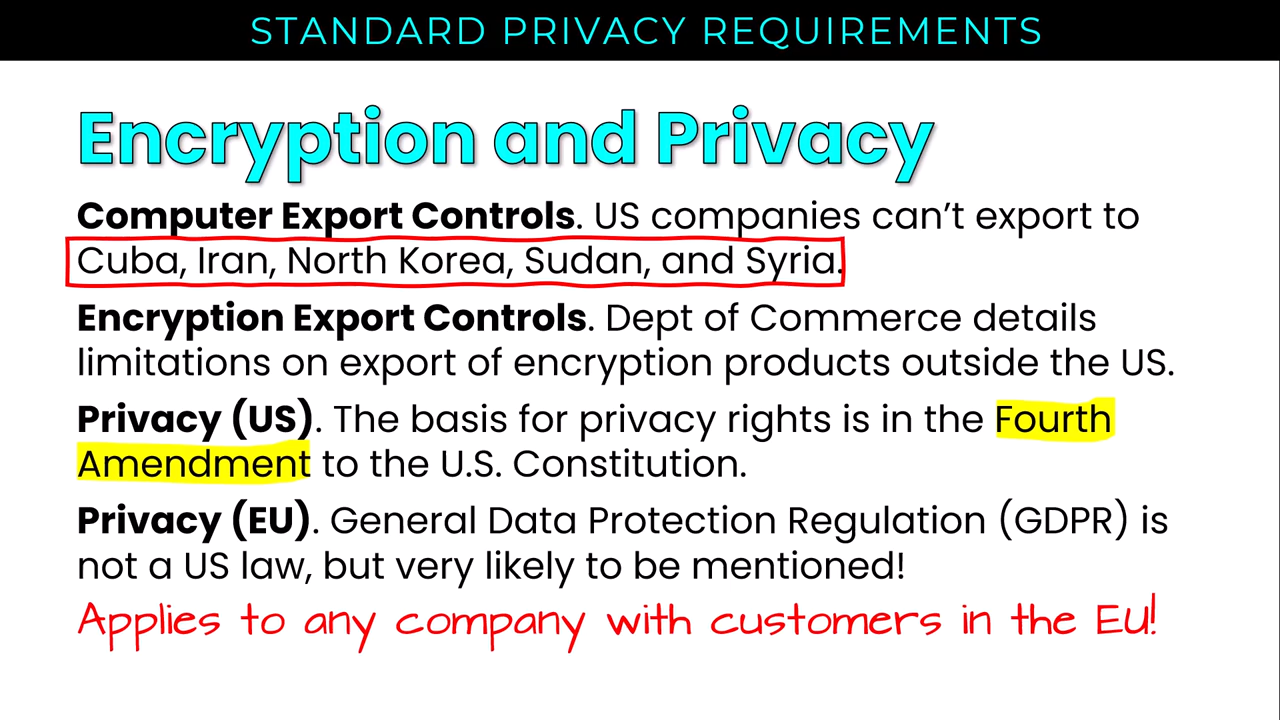 STANDARD PRIVACY REQUIREMENTS
Encryption and Privacy
Computer Export Controls. US companies can’t export to
Cuba, Iran, North Korea, Sudan, and Syria.
Encryption Export Controls. Dept of Commerce details
limitations on export of encryption products outside the US.
Privacy (US). The basis for privacy rights is in the Fourth
Amendment to the U.S. Constitution.
Privacy (EU). General Data Protection Regulation (GDPR) is
not a US law, but very likely to be mentioned!
Applies to any company with customers in the EU!